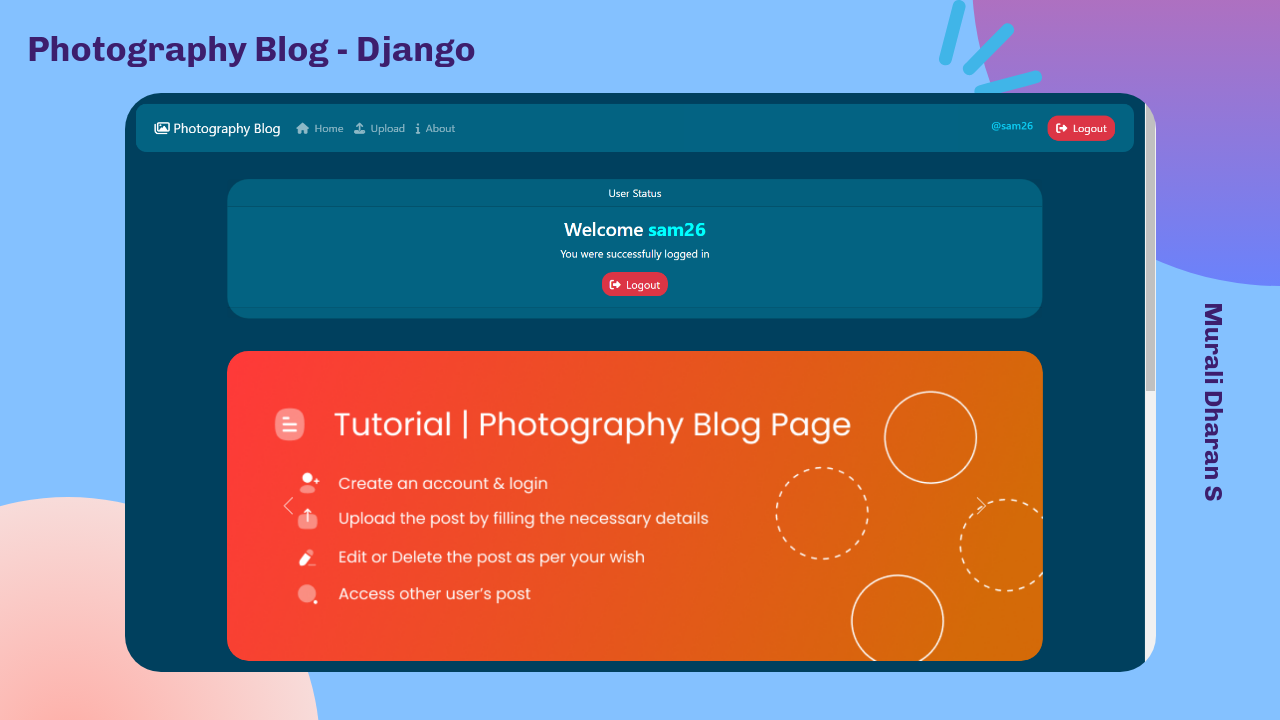 Photography Blog - Django
Photography Blog
Home
Upload
About
@sam26
Logout
User Status
Welcome sam26
You were successfully logged in
Logout
Tutorial | Photography Blog Page
Create an account & login
Upload the post by filling the necessary details
Edit or Delete the post as per your wish
Access other user's post
Murali Dharan S